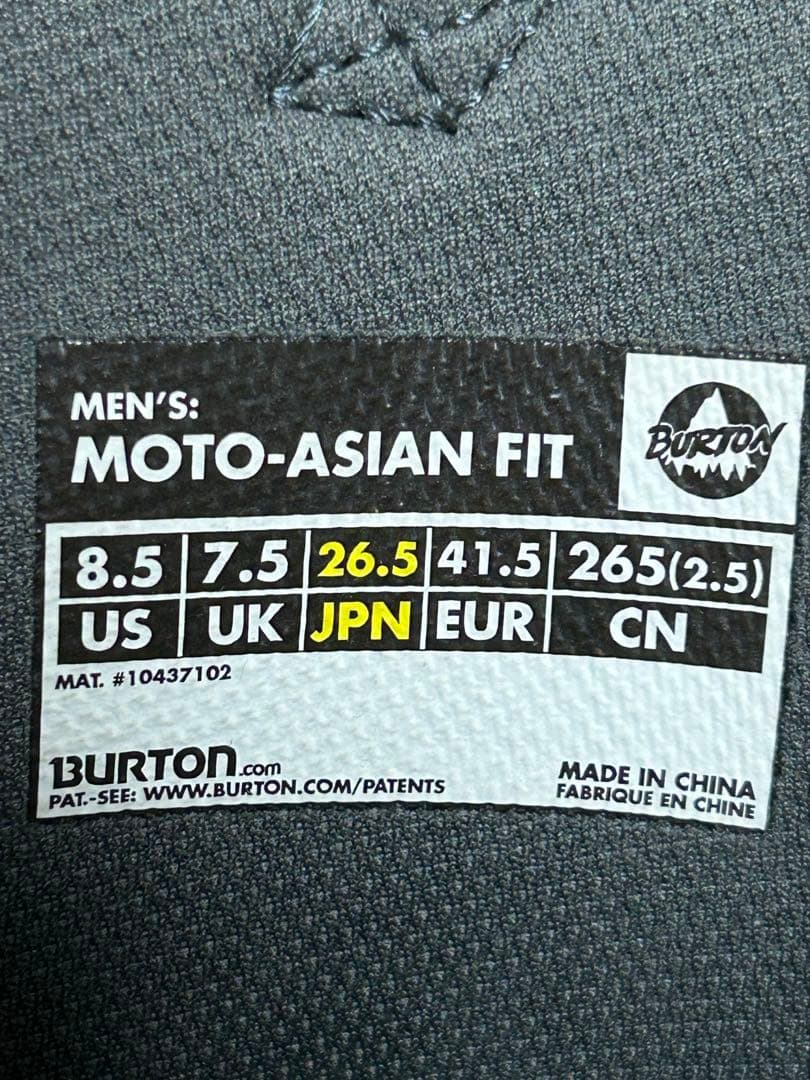 MEN'S:
MOTO-ASIAN FIT
BURTON
8.5 7.5 26.5 41.5 265(2.5)
US UK JPN EUR CN
MAT. #10437102
BURTON.com
PAT.-SEE: WWW.BURTON.COM/PATENTS
MADE IN CHINA
FABRIQUE EN CHINE